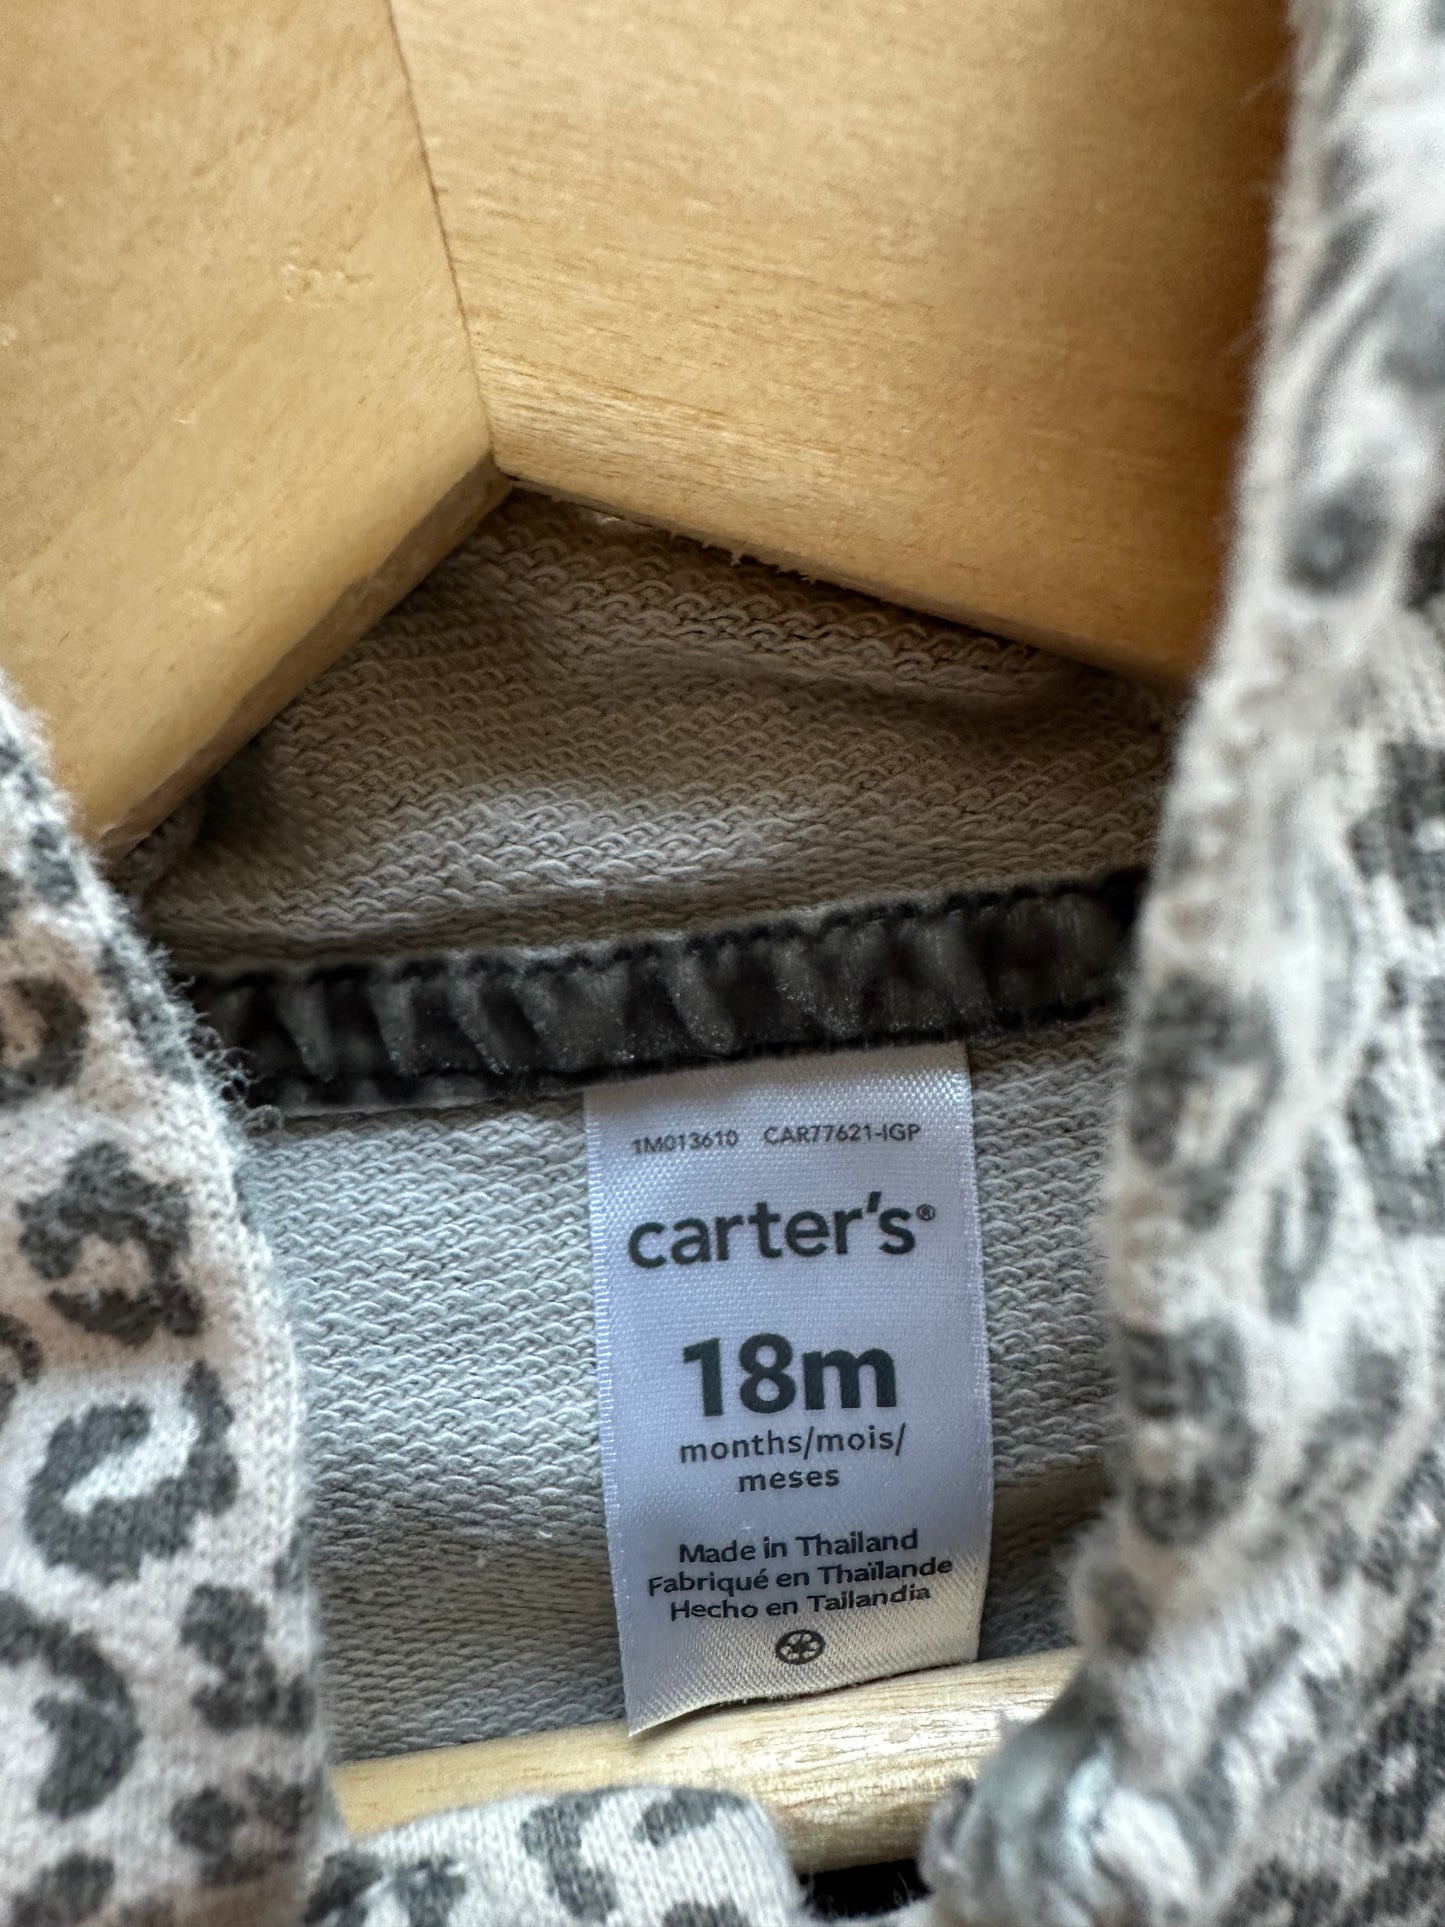 1M013610 CAR77621-IGP
carter's®
18m
months/mois/
meses
Made in Thailand
Fabriqué en Thaïlande
Hecho en Tailandia